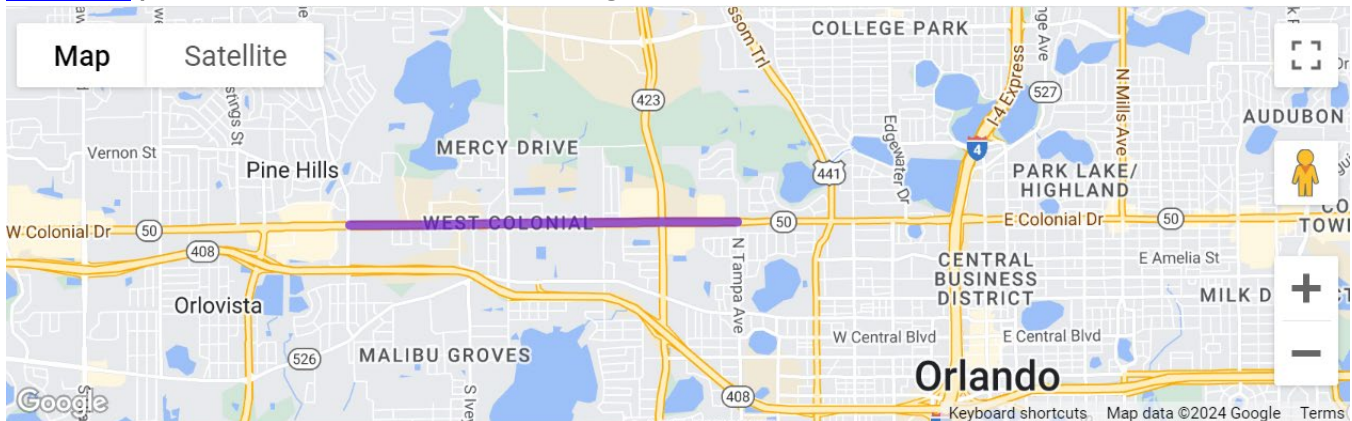 COLLEGE PARK
Map
Satellite
I-4 Express
N Mills Ave
423
527
AUDUBON
Edgewater Dr
Vernon St
MERCY DRIVE
4
Pine Hills
441
PARK LAKE/
HIGHLAND
W Colonial Dr
50
WEST COLONIAL
50
E Colonial Dr
50
408
N Tampa Ave
CENTRAL
BUSINESS
DISTRICT
E Amelia St
Orlovista
MILK D
W Central Blvd
E Central Blvd
526
MALIBU GROVES
Orlando
408
Google
Keyboard shortcuts
Map data ©2024 Google
Terms